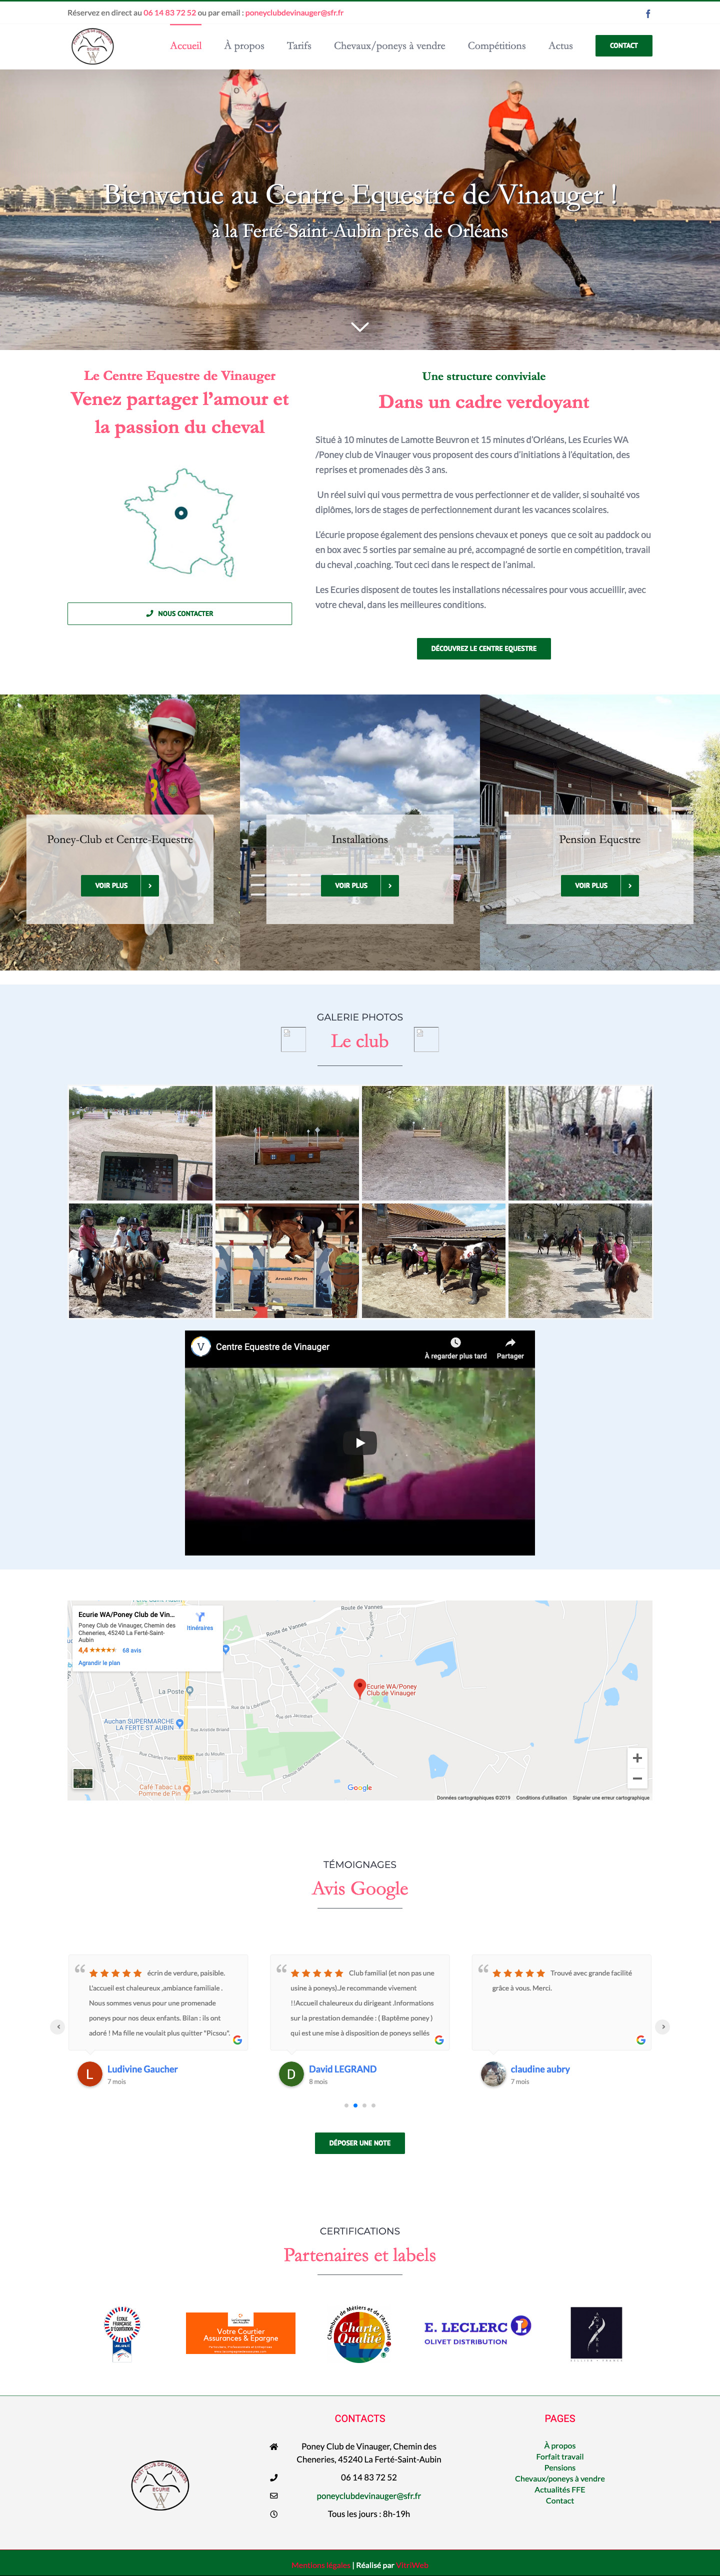 Réservez en direct au 06 14 83 72 52 ou par email : poneyclubdevinauger@sfr.fr
Accueil À propos Tarifs Chevaux/poneys à vendre Compétitions Actus CONTACT
Bienvenue au Centre Equestre de Vinauger !
à la Ferté-Saint-Aubin près de Orléans
Le Centre Equestre de Vinauger
Venez partager l'amour et
la passion du cheval
NOUS CONTACTER
Une structure conviviale
Dans un cadre verdoyant
Situé à 10 minutes de Lamotte Beuvron et 15 minutes d'Orléans, Les Ecuries WA
/Poney club de Vinauger vous proposent des cours d'initiations à l'équitation, des
reprises et promenades dès 3 ans.
Un réel suivi qui vous permettra de vous perfectionner et de valider, si souhaité vos
diplômes, lors de stages de perfectionnement durant les vacances scolaires.
L'écurie propose également des pensions chevaux et poneys que ce soit au paddock ou
en box avec 5 sorties par semaine au pré, accompagné de sortie en compétition, travail
du cheval ,coaching. Tout ceci dans le respect de l'animal.
Les Ecuries disposent de toutes les installations nécessaires pour vous accueillir, avec
votre cheval, dans les meilleures conditions.
DÉCOUVREZ LE CENTRE EQUESTRE
Poney-Club et Centre-Equestre
VOIR PLUS
Installations
VOIR PLUS
Pension Equestre
VOIR PLUS
GALERIE PHOTOS
Le club
Centre Equestre de Vinauger
À regarder plus tard
Partager
Ecurie WA/Poney Club de Vin...
Poney Club de Vinauger, Chemin des
Cheneries, 45240 La Ferté-Saint-
Aubin
4,4 68 avis
Agrandir le plan
Itinéraires
Route de Vannes
Route de Vannes
La Poste
Auchan SUPERMARCHE
LA FERTE ST AUBIN
Café Tabac La
Pomme de Pin
Ecurie WA/Poney
Club de Vinauger
Google
Données cartographiques ©2019 Conditions d'utilisation Signaler une erreur cartographique
TÉMOIGNAGES
Avis Google
écrin de verdure, paisible.
L'accueil est chaleureux ,ambiance familiale .
Nous sommes venus pour une promenade
poneys pour nos deux enfants. Bilan : ils ont
adoré ! Ma fille ne voulait plus quitter "Picsou".
Ludivine Gaucher
7 mois
Club familial (et non pas une
usine à poneys).Je recommande vivement
!!Accueil chaleureux du dirigeant .Informations
sur la prestation demandée : ( Baptême poney )
qui est une mise à disposition de poneys sellés
David LEGRAND
8 mois
Trouvé avec grande facilité
grâce à vous. Merci.
claudine aubry
7 mois
DÉPOSER UNE NOTE
CERTIFICATIONS
Partenaires et labels
ÉCOLE
FRANÇAISE
D'ÉQUITATION
Votre Courtier
Assurances & Epargne
Chambres de Métiers et de l'Artisanat
Charte
Qualité
E. LECLERC
OLIVET DISTRIBUTION
CONTACTS
Poney Club de Vinauger, Chemin des
Cheneries, 45240 La Ferté-Saint-Aubin
06 14 83 72 52
poneyclubdevinauger@sfr.fr
Tous les jours : 8h-19h
PAGES
À propos
Forfait travail
Pensions
Chevaux/poneys à vendre
Actualités FFE
Contact
Mentions légales | Réalisé par